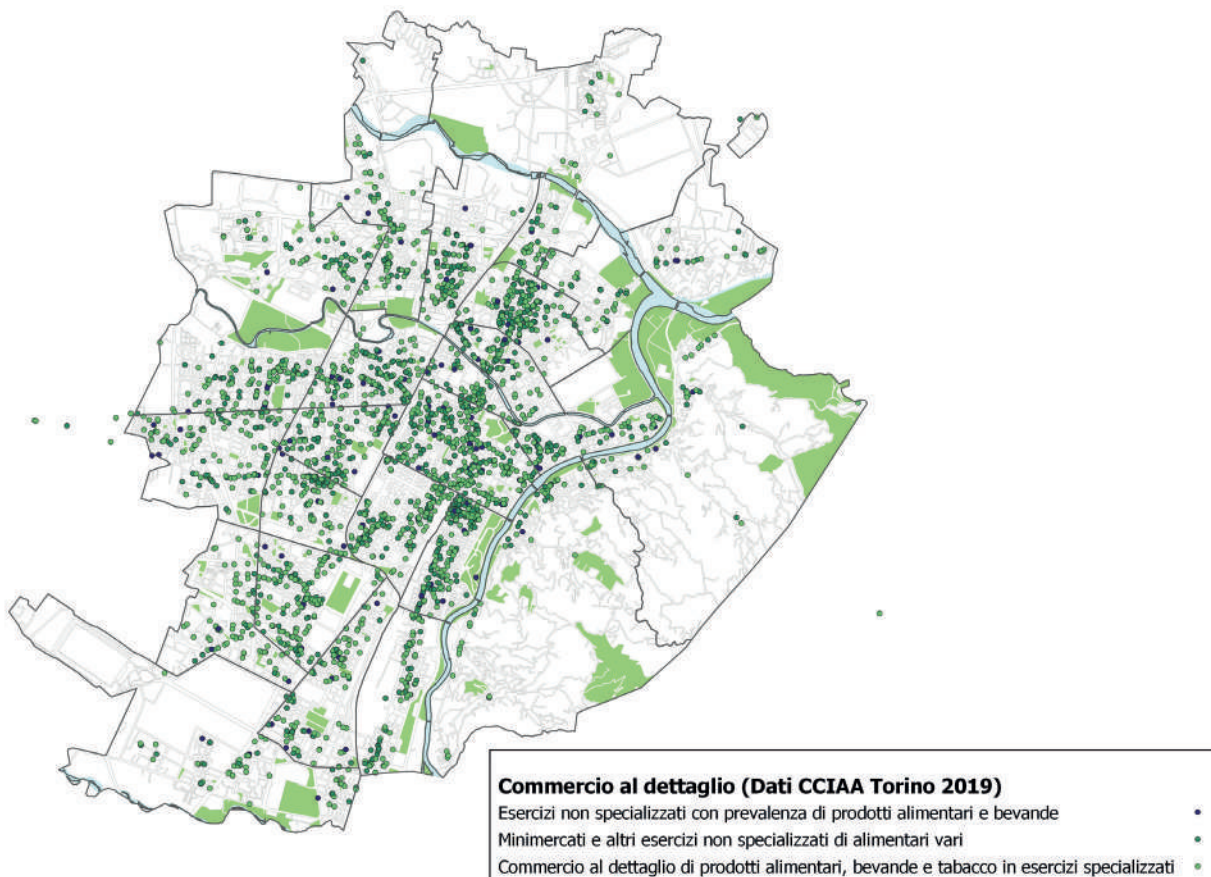 Commercio al dettaglio (Dati CCIAA Torino 2019)
Esercizi non specializzati con prevalenza di prodotti alimentari e bevande
Minimercati e altri esercizi non specializzati di alimentari vari
Commercio al dettaglio di prodotti alimentari, bevande e tabacco in esercizi specializzati